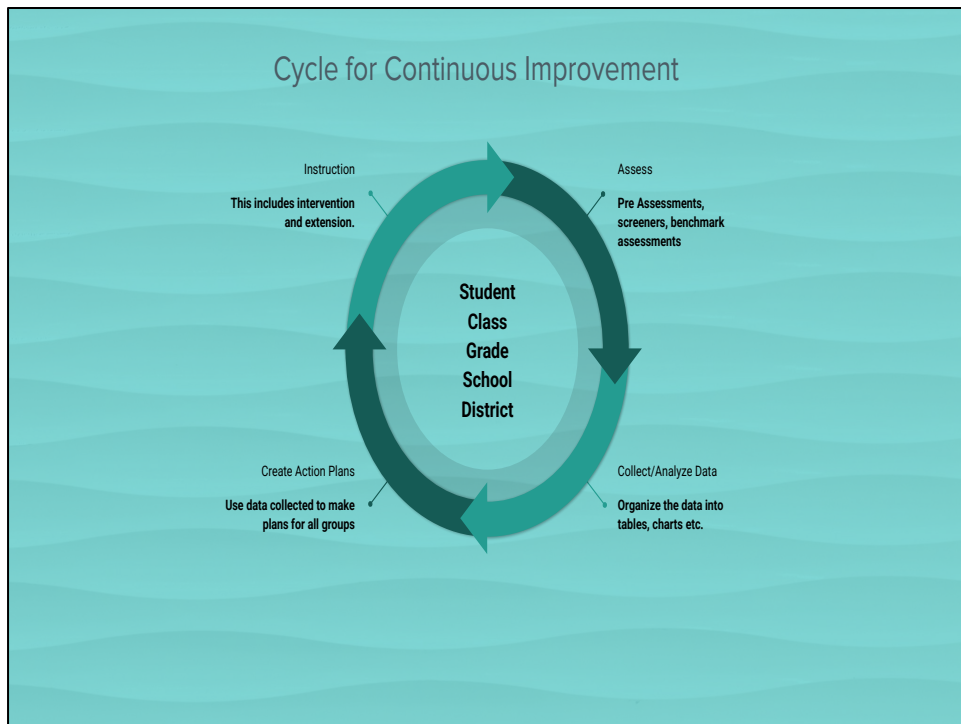 Cycle for Continuous Improvement
Instruction
This includes intervention
and extension.
Assess
Pre Assessments,
screeners, benchmark
assessments
Student
Class
Grade
School
District
Create Action Plans
Use data collected to make
plans for all groups
Collect/Analyze Data
Organize the data into
tables, charts etc.